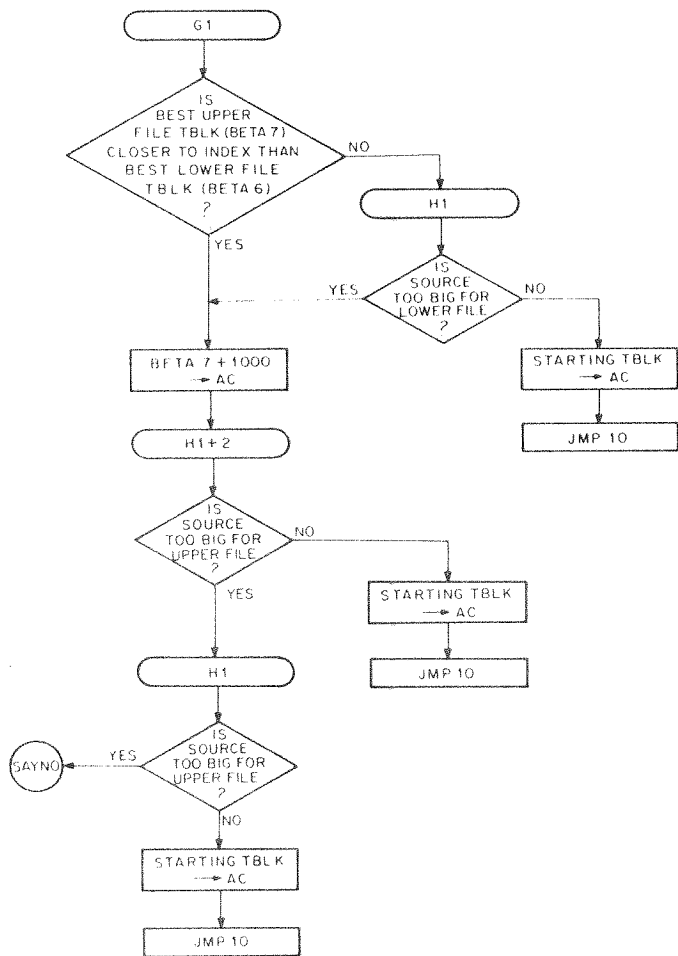 G1
IS
BEST UPPER
FILE TBLK (BETA 7)
CLOSER TO INDEX THAN
BEST LOWER FILE
TBLK (BETA 6)
?
NO
YES
H1
IS
SOURCE
TOO BIG FOR
LOWER FILE
?
YES
NO
BETA 7 + 1000
→ AC
STARTING TBLK
→ AC
JMP 10
H1+2
IS
SOURCE
TOO BIG FOR
UPPER FILE
?
NO
YES
STARTING TBLK
→ AC
JMP 10
H1
IS
SOURCE
TOO BIG FOR
UPPER FILE
?
YES
SAYNO
NO
STARTING TBLK
→ AC
JMP 10